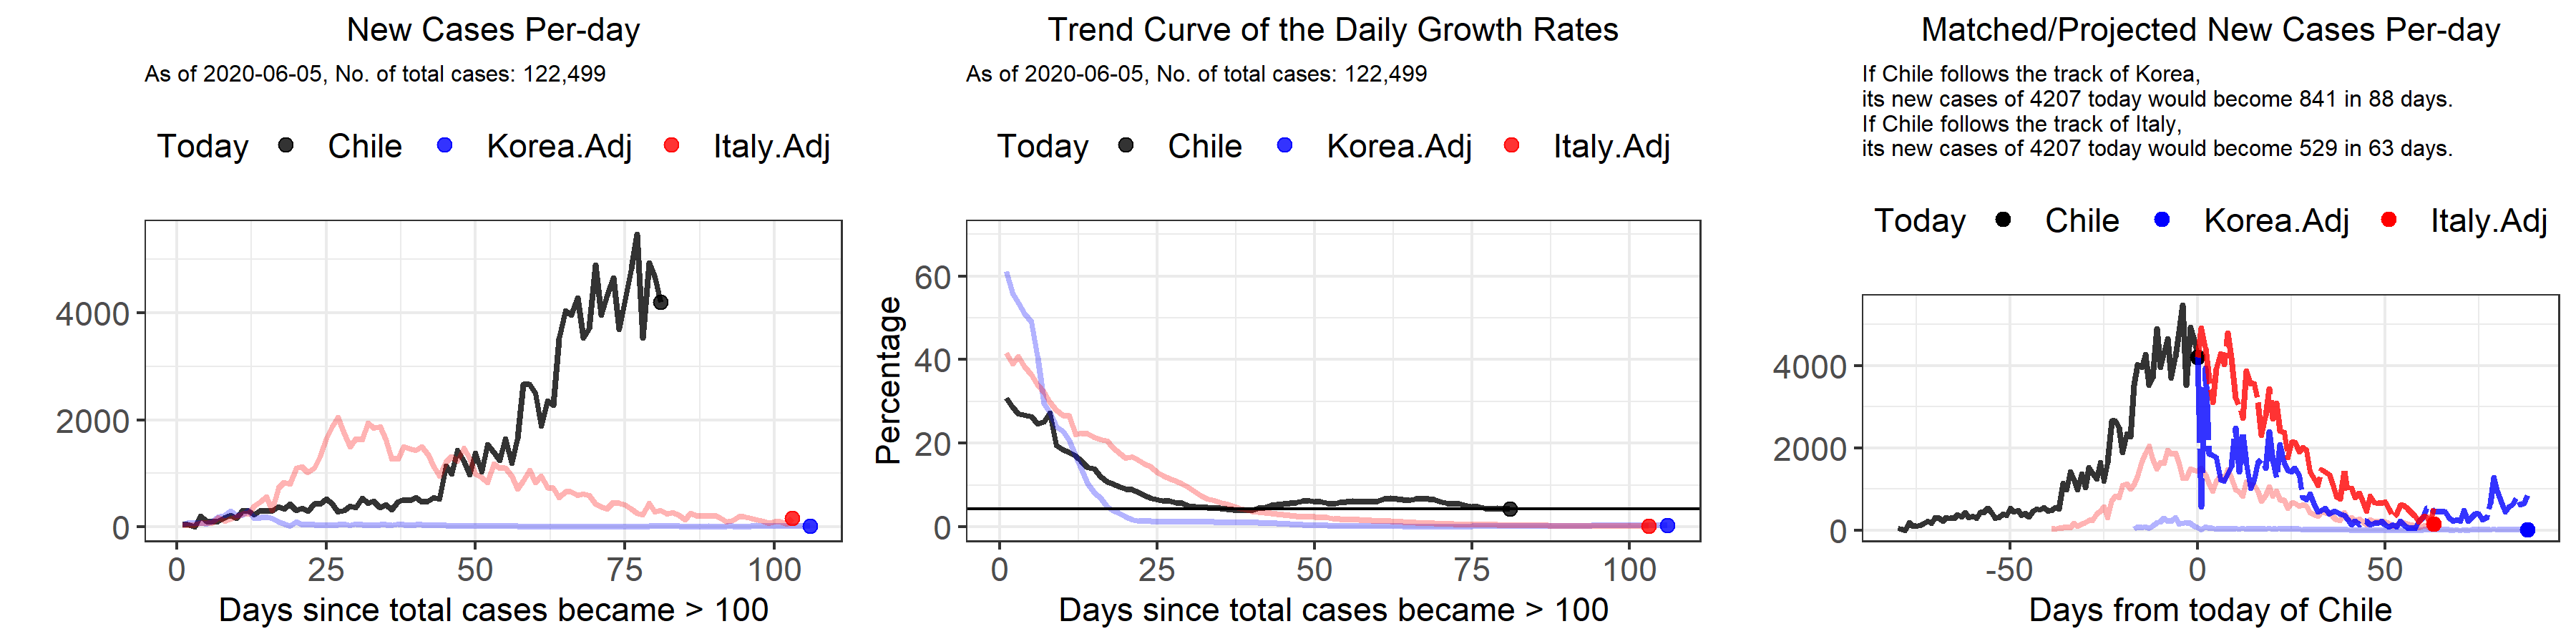 New Cases Per-day
As of 2020-06-05, No. of total cases: 122,499
Today Chile Korea.Adj Italy.Adj
4000
2000
0
0 25 50 75 100
Days since total cases became > 100
Trend Curve of the Daily Growth Rates
As of 2020-06-05, No. of total cases: 122,499
Today Chile Korea.Adj Italy.Adj
Percentage
60
40
20
0
0 25 50 75 100
Days since total cases became > 100
Matched/Projected New Cases Per-day
If Chile follows the track of Korea,
its new cases of 4207 today would become 841 in 88 days.
If Chile follows the track of Italy,
its new cases of 4207 today would become 529 in 63 days.
Today Chile Korea.Adj Italy.Adj
4000
2000
0
-50 0 50
Days from today of Chile